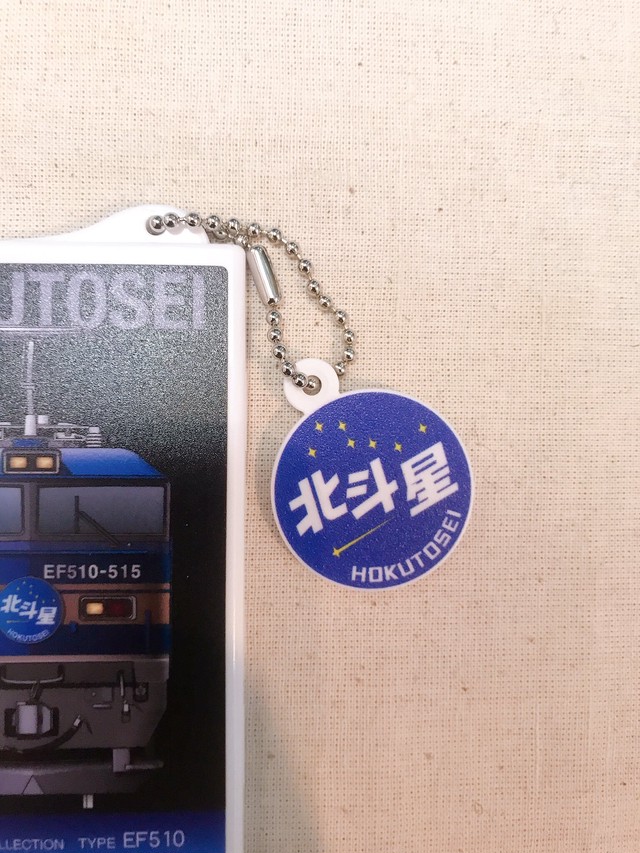 UTOSEI
EF510-515
北斗星
HOKUTOSEI
LLECTION TYPE EF510
北斗星
HOKUTOSEI